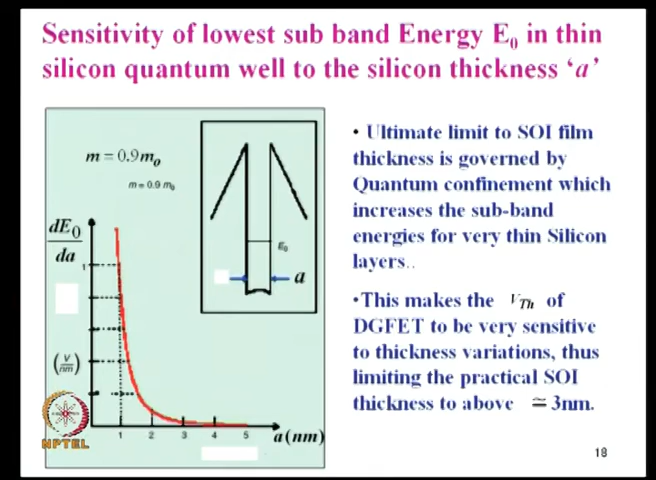 Sensitivity of lowest sub band Energy E₀ in thin
silicon quantum well to the silicon thickness ‘a’
m = 0.9mₒ
m = 0.9 m₀
dE₀
da
1
(V/nm)
E₀
a
1 2 3 4 5 a (nm)
NPTEL
• Ultimate limit to SOI film
thickness is governed by
Quantum confinement which
increases the sub-band
energies for very thin Silicon
layers..
•This makes the V_Th of
DGFET to be very sensitive
to thickness variations, thus
limiting the practical SOI
thickness to above ≅ 3nm.
18